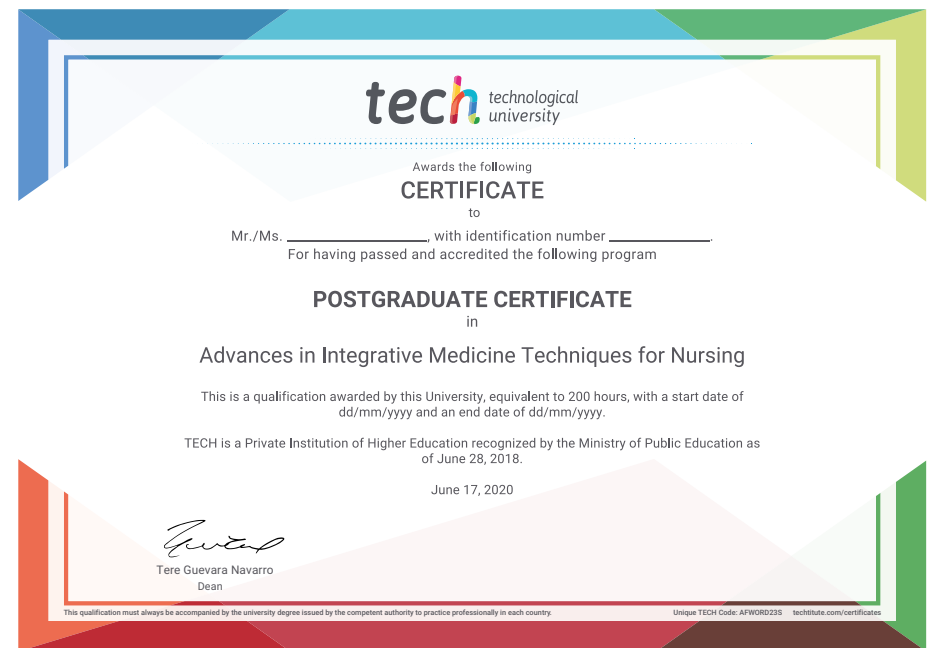 tech technological
university
Awards the following
CERTIFICATE
to
Mr./Ms. ____________, with identification number ____________.
For having passed and accredited the following program
POSTGRADUATE CERTIFICATE
in
Advances in Integrative Medicine Techniques for Nursing
This is a qualification awarded by this University, equivalent to 200 hours, with a start date of
dd/mm/yyyy and an end date of dd/mm/yyyy.
TECH is a Private Institution of Higher Education recognized by the Ministry of Public Education as
of June 28, 2018.
June 17, 2020
Tere Guevara Navarro
Dean
This qualification must always be accompanied by the university degree issued by the competent authority to practice professionally in each country. Unique TECH Code: AFWORD23S techtitute.com/certificates